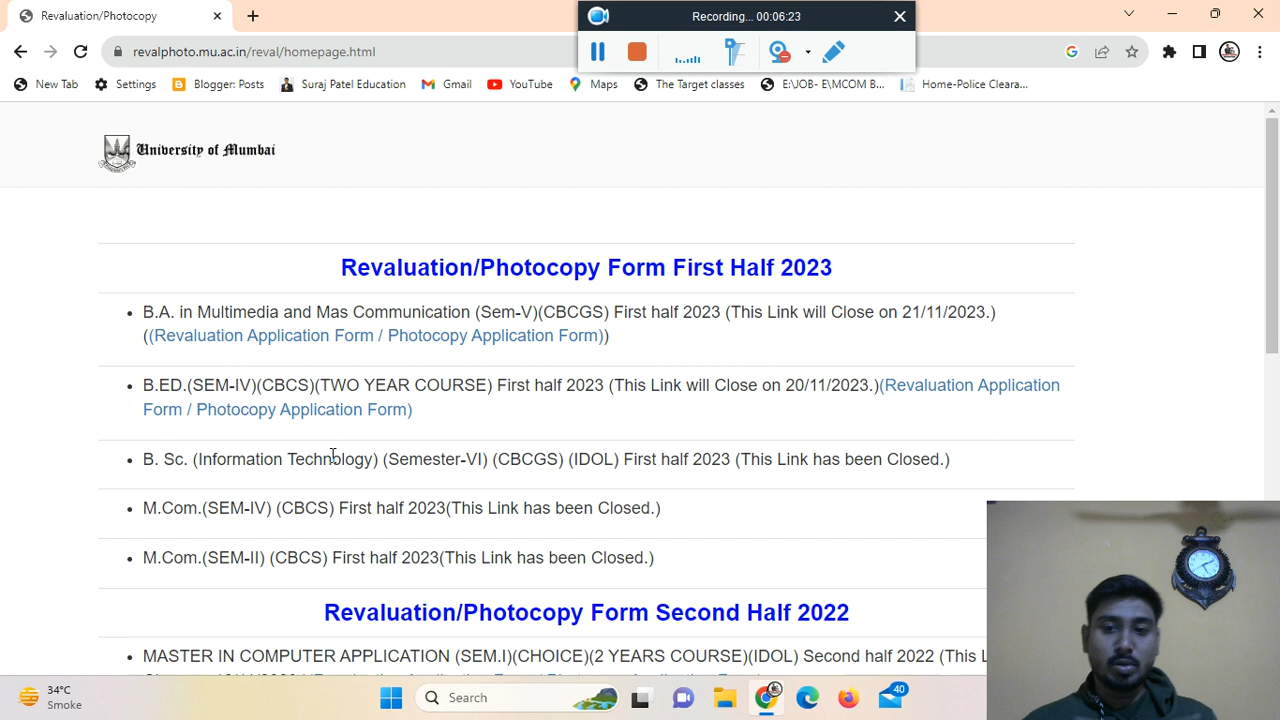 Revaluation/Photocopy
Recording... 00:06:23
revalphoto.mu.ac.in/reval/homepage.html
New Tab Settings Blogger: Posts Suraj Patel Education Gmail YouTube Maps The Target classes E:\JOB- E\MCOM B... Home-Police Cleara...
University of Mumbai
Revaluation/Photocopy Form First Half 2023
• B.A. in Multimedia and Mas Communication (Sem-V)(CBCGS) First half 2023 (This Link will Close on 21/11/2023.)
((Revaluation Application Form / Photocopy Application Form))
• B.ED.(SEM-IV)(CBCS)(TWO YEAR COURSE) First half 2023 (This Link will Close on 20/11/2023.)(Revaluation Application
Form / Photocopy Application Form)
• B. Sc. (Information Technology) (Semester-VI) (CBCGS) (IDOL) First half 2023 (This Link has been Closed.)
• M.Com.(SEM-IV) (CBCS) First half 2023(This Link has been Closed.)
• M.Com.(SEM-II) (CBCS) First half 2023(This Link has been Closed.)
Revaluation/Photocopy Form Second Half 2022
• MASTER IN COMPUTER APPLICATION (SEM.I)(CHOICE)(2 YEARS COURSE)(IDOL) Second half 2022 (This L
34°C
Smoke
Search
40